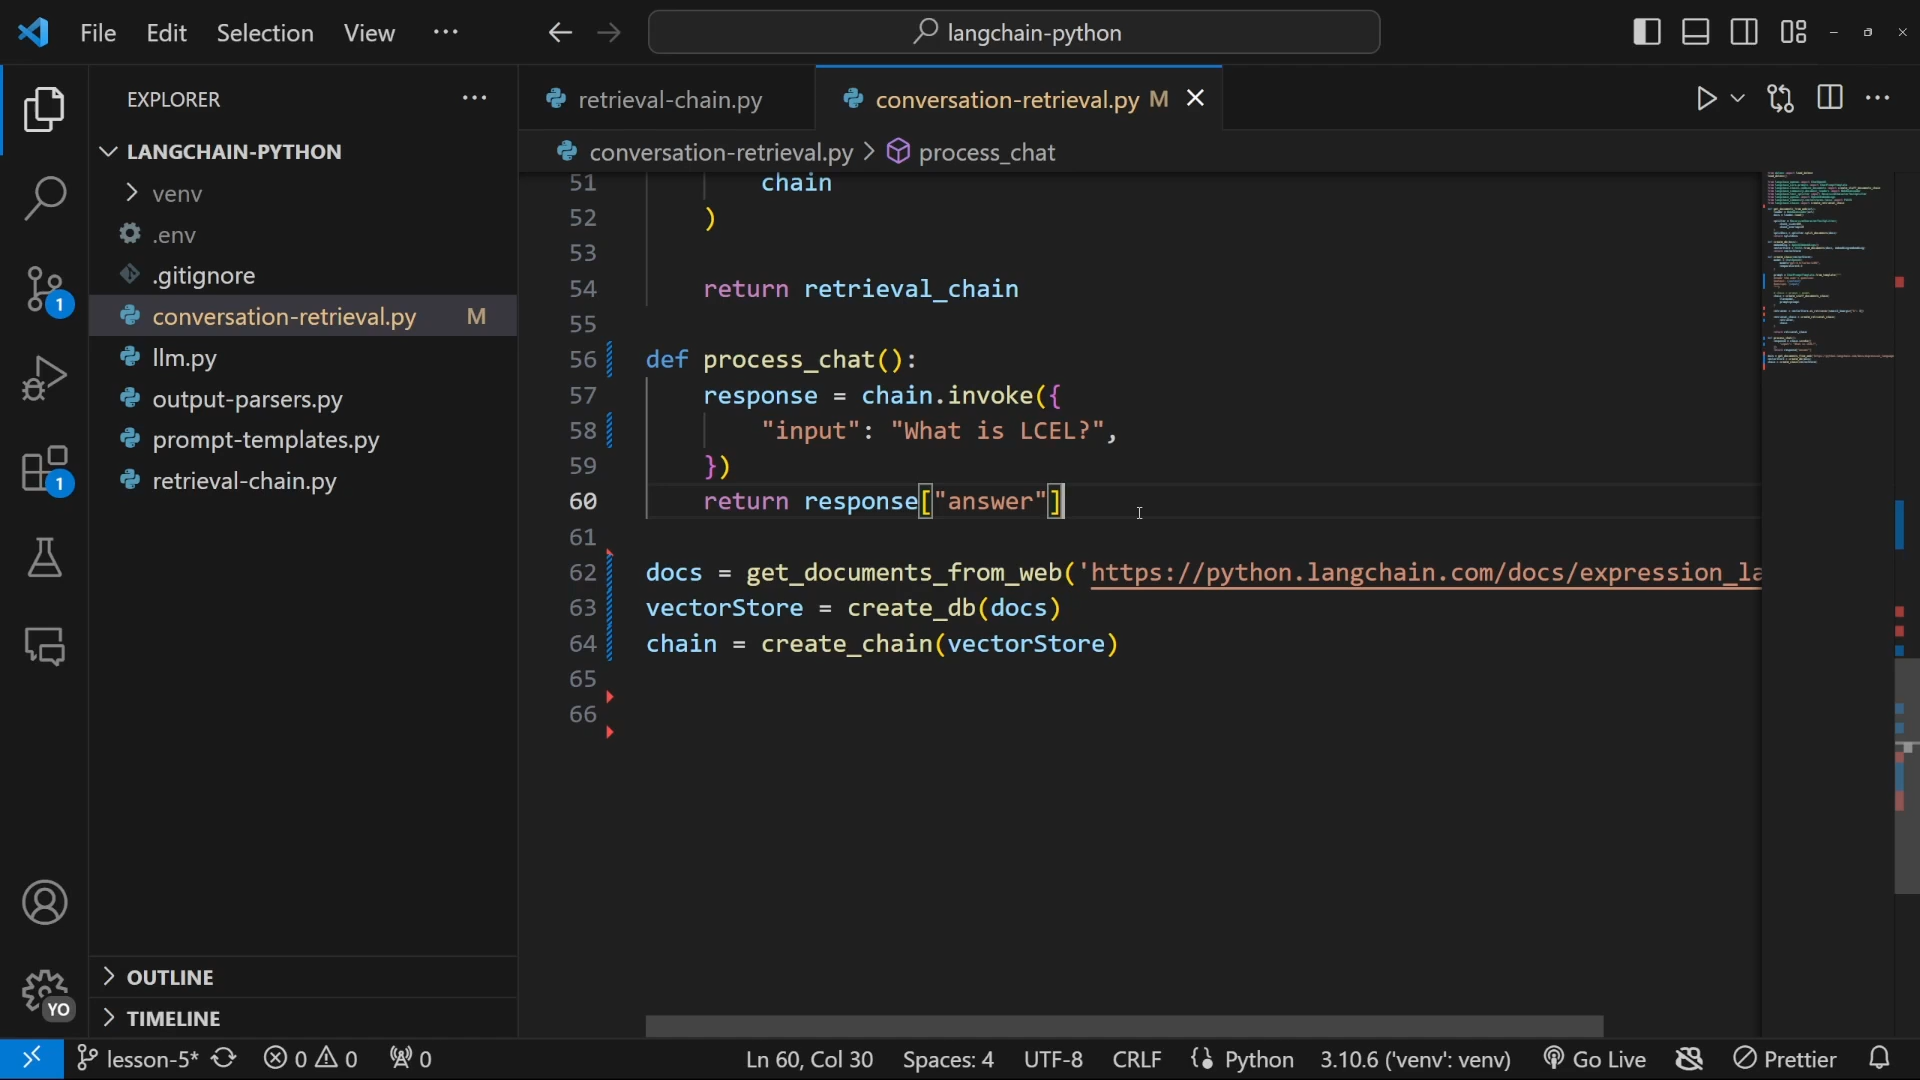 File Edit Selection View ··· langchain-python
EXPLORER ···
LANGCHAIN-PYTHON
venv
.env
.gitignore
conversation-retrieval.py M
llm.py
output-parsers.py
prompt-templates.py
retrieval-chain.py
OUTLINE
TIMELINE
1
1
YO
retrieval-chain.py conversation-retrieval.py M
conversation-retrieval.py > process_chat
51 chain
52 )
53
54 return retrieval_chain
55
56 def process_chat():
57 response = chain.invoke({
58 "input": "What is LCEL?",
59 })
60 return response["answer"]
61
62 docs = get_documents_from_web('https://python.langchain.com/docs/expression_la
63 vectorStore = create_db(docs)
64 chain = create_chain(vectorStore)
65
66
lesson-5* 0 0 0 Ln 60, Col 30 Spaces: 4 UTF-8 CRLF Python 3.10.6 ('venv': venv) Go Live Prettier